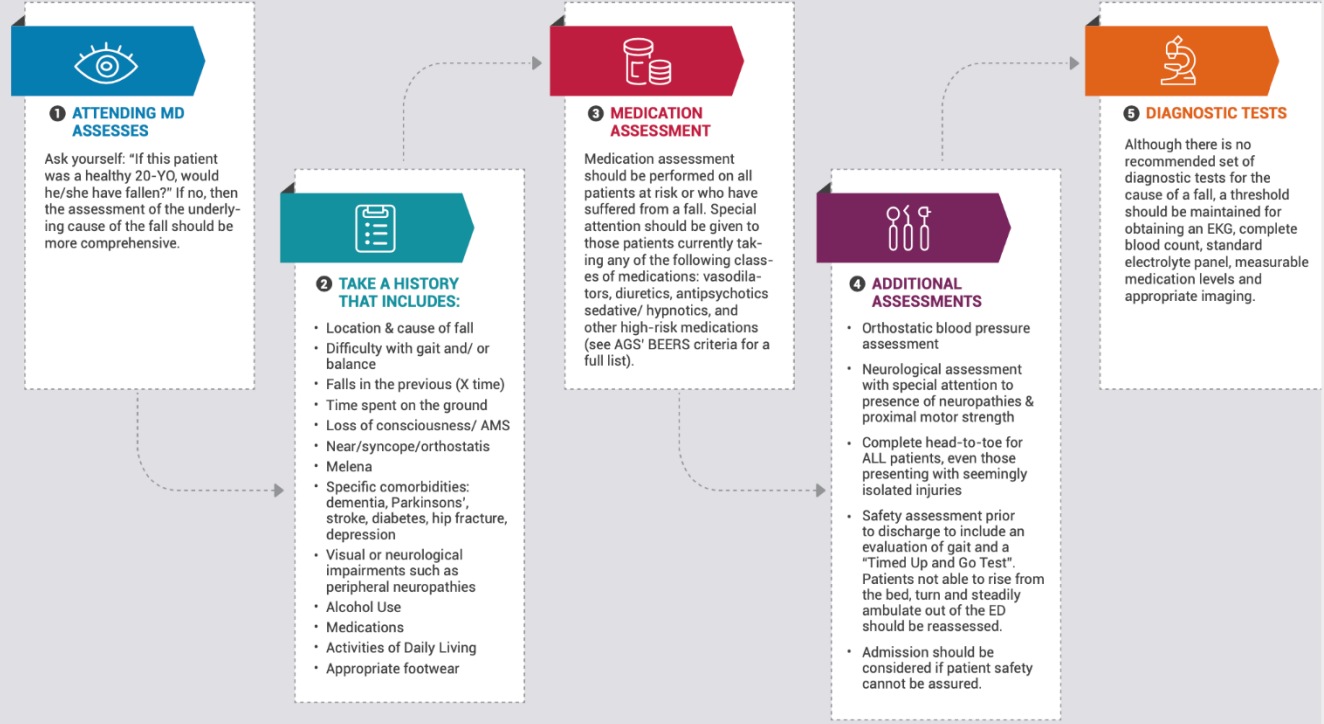 1 ATTENDING MD
ASSESSES
Ask yourself: “If this patient
was a healthy 20-YO, would
he/she have fallen?” If no, then
the assessment of the underly-
ing cause of the fall should be
more comprehensive.
2 TAKE A HISTORY
THAT INCLUDES:
• Location & cause of fall
• Difficulty with gait and/ or
balance
• Falls in the previous (X time)
• Time spent on the ground
• Loss of consciousness/ AMS
• Near/syncope/orthostatis
• Melena
• Specific comorbidities:
dementia, Parkinsons’,
stroke, diabetes, hip fracture,
depression
• Visual or neurological
impairments such as
peripheral neuropathies
• Alcohol Use
• Medications
• Activities of Daily Living
• Appropriate footwear
3 MEDICATION
ASSESSMENT
Medication assessment
should be performed on all
patients at risk or who have
suffered from a fall. Special
attention should be given to
those patients currently tak-
ing any of the following class-
es of medications: vasodila-
tors, diuretics, antipsychotics
sedative/ hypnotics, and
other high-risk medications
(see AGS’ BEERS criteria for a
full list).
4 ADDITIONAL
ASSESSMENTS
• Orthostatic blood pressure
assessment
• Neurological assessment
with special attention to
presence of neuropathies &
proximal motor strength
• Complete head-to-toe for
ALL patients, even those
presenting with seemingly
isolated injuries
• Safety assessment prior
to discharge to include an
evaluation of gait and a
“Timed Up and Go Test”.
Patients not able to rise from
the bed, turn and steadily
ambulate out of the ED
should be reassessed.
• Admission should be
considered if patient safety
cannot be assured.
5 DIAGNOSTIC TESTS
Although there is no
recommended set of
diagnostic tests for the
cause of a fall, a threshold
should be maintained for
obtaining an EKG, complete
blood count, standard
electrolyte panel, measurable
medication levels and
appropriate imaging.